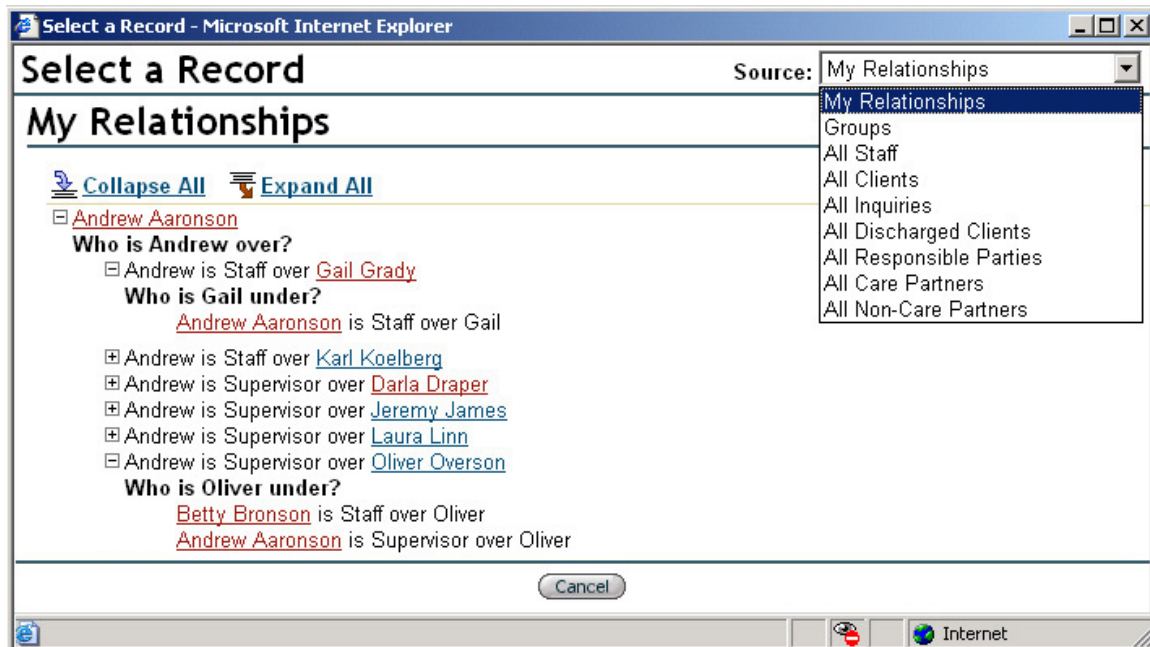 Select a Record - Microsoft Internet Explorer
Select a Record
Source: My Relationships
My Relationships
Groups
All Staff
All Clients
All Inquiries
All Discharged Clients
All Responsible Parties
All Care Partners
All Non-Care Partners
My Relationships
Collapse All Expand All
Andrew Aaronson
Who is Andrew over?
Andrew is Staff over Gail Grady
Who is Gail under?
Andrew Aaronson is Staff over Gail
Andrew is Staff over Karl Koelberg
Andrew is Supervisor over Darla Draper
Andrew is Supervisor over Jeremy James
Andrew is Supervisor over Laura Linn
Andrew is Supervisor over Oliver Overson
Who is Oliver under?
Betty Bronson is Staff over Oliver
Andrew Aaronson is Supervisor over Oliver
Cancel
Internet